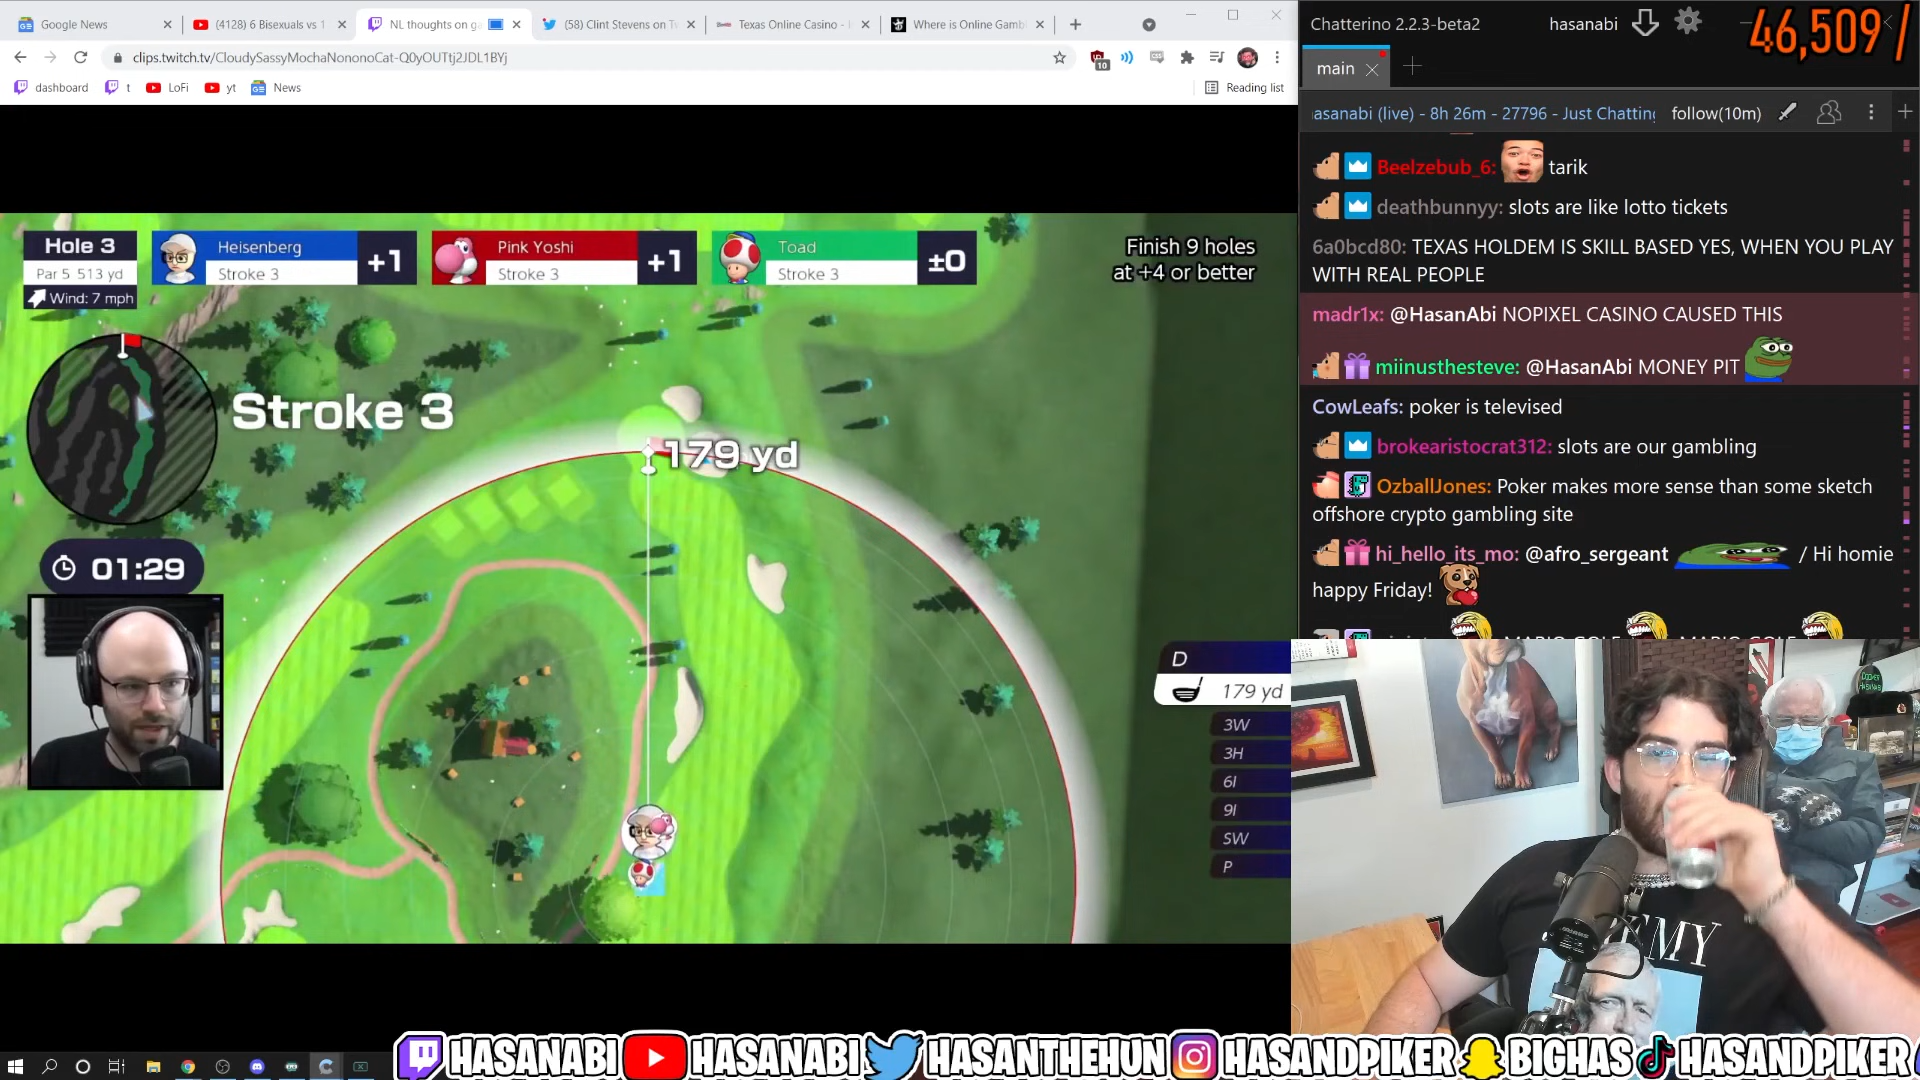 Google News
(4128) 6 Bisexuals vs 1
NL thoughts on ga
(58) Clint Stevens on Tw
Texas Online Casino - I
Where is Online Gamb
clips.twitch.tv/CloudySassyMochaNononoCat-Q0yOUTtj2JDL1BYj
10
dashboard
t
LoFi
yt
News
Reading list
Hole 3
Par 5 513 yd
Wind: 7 mph
Heisenberg
Stroke 3
+1
Pink Yoshi
Stroke 3
+1
Toad
Stroke 3
±0
Finish 9 holes
at +4 or better
Stroke 3
179 yd
01:29
D
179 yd
3W
3H
6I
9I
SW
P
Chatterino 2.2.3-beta2
hasanabi
46,509 /
main
asanabi (live) - 8h 26m - 27796 - Just Chatting
follow(10m)
Beelzebub_6: tarik
deathbunnyy: slots are like lotto tickets
6a0bcd80: TEXAS HOLDEM IS SKILL BASED YES, WHEN YOU PLAY
WITH REAL PEOPLE
madr1x: @HasanAbi NOPIXEL CASINO CAUSED THIS
miinusthesteve: @HasanAbi MONEY PIT
CowLeafs: poker is televised
brokearistocrat312: slots are our gambling
OzballJones: Poker makes more sense than some sketch
offshore crypto gambling site
hi_hello_its_mo: @afro_sergeant / Hi homie
happy Friday!
HASANABI
HASANABI
HASANTHEHUN
HASANDPIKER
BIGHAS
HASANDPIKER